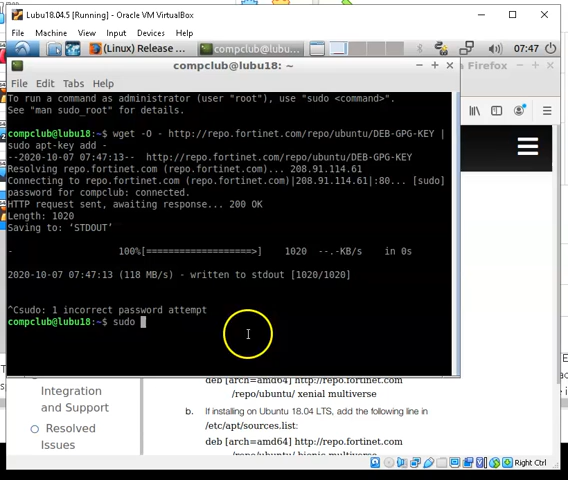 Lubu18.04.5 [Running] - Oracle VM VirtualBox
File Machine View Input Devices Help
(Linux) Release ...
compclub@lubu18: ...
07:47
compclub@lubu18: ~
Firefox
File Edit Tabs Help
To run a command as administrator (user "root"), use "sudo <command>".
See "man sudo_root" for details.
compclub@lubu18:~$ wget -O - http://repo.fortinet.com/repo/ubuntu/DEB-GPG-KEY |
sudo apt-key add -
--2020-10-07 07:47:13-- http://repo.fortinet.com/repo/ubuntu/DEB-GPG-KEY
Resolving repo.fortinet.com (repo.fortinet.com)... 208.91.114.61
Connecting to repo.fortinet.com (repo.fortinet.com)|208.91.114.61|:80... [sudo]
password for compclub: connected.
HTTP request sent, awaiting response... 200 OK
Length: 1020
Saving to: ‘STDOUT’
- 100%[===================>] 1020 --.-KB/s in 0s
2020-10-07 07:47:13 (118 MB/s) - written to stdout [1020/1020]
^Csudo: 1 incorrect password attempt
compclub@lubu18:~$ sudo
Integration
and Support
Resolved
Issues
deb [arch=amd64] http://repo.fortinet.com
/repo/ubuntu/ xenial multiverse
b. If installing on Ubuntu 18.04 LTS, add the following line in
/etc/apt/sources.list:
deb [arch=amd64] http://repo.fortinet.com
/repo/ubuntu/ bionic multiverse
Right Ctrl